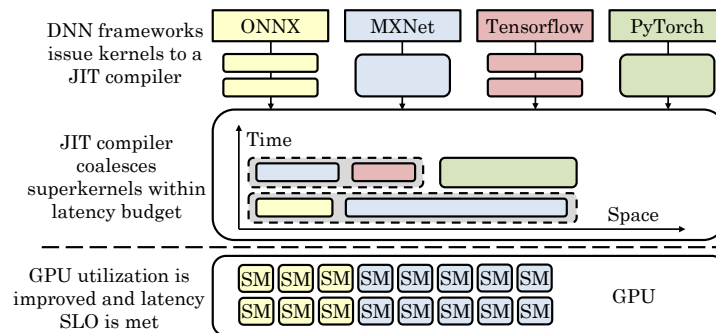 DNN frameworks
issue kernels to a
JIT compiler
ONNX
MXNet
Tensorflow
PyTorch
JIT compiler
coalesces
superkernels within
latency budget
Time
Space
GPU utilization is
improved and latency
SLO is met
SM SM SM SM SM SM SM SM
SM SM SM SM SM SM SM SM
GPU